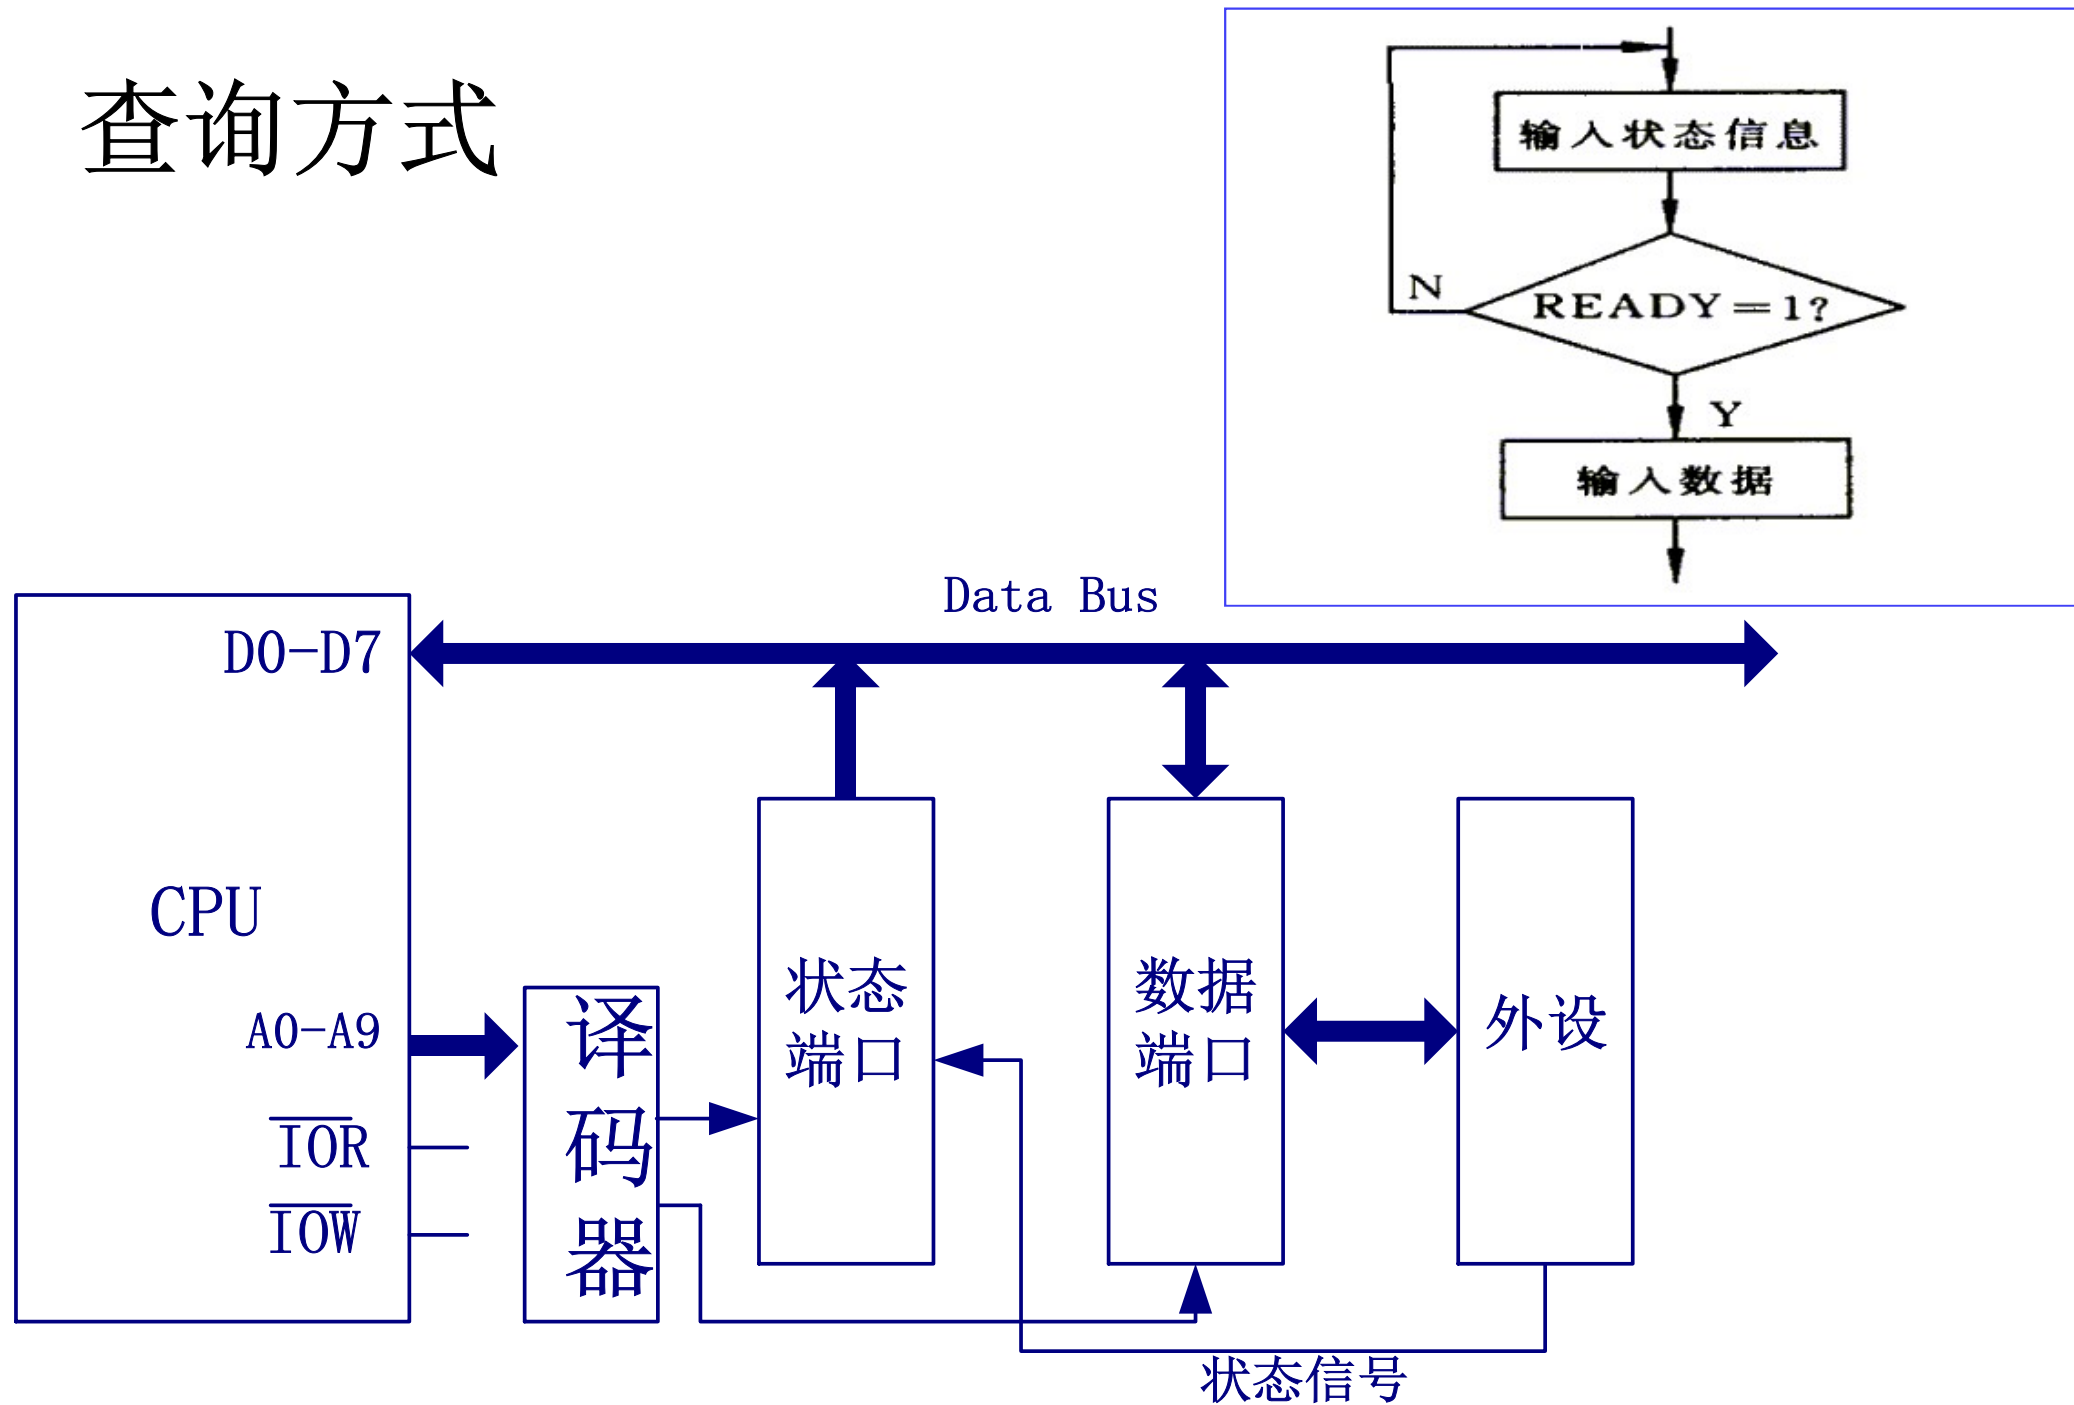 查询方式
输入状态信息
N
READY=1?
Y
输入数据
Data Bus
D0-D7
CPU
A0-A9
IOR
IOW
译码器
状态
端口
数据
端口
外设
状态信号